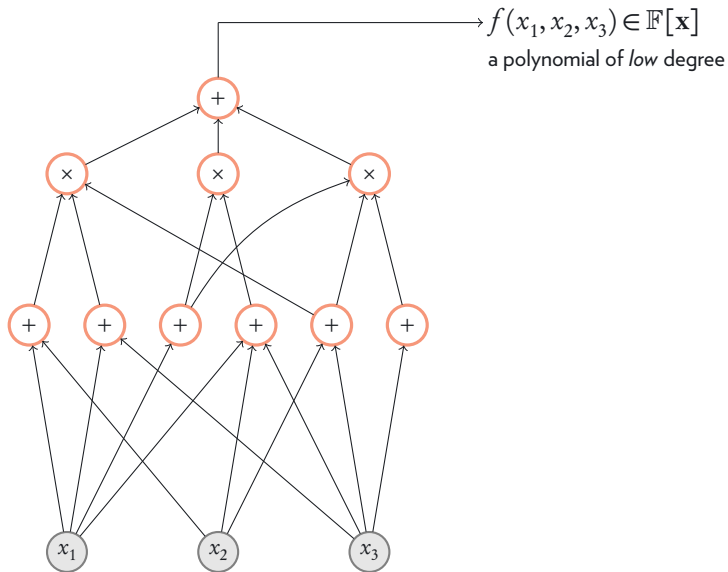 f(x₁, x₂, x₃) ∈ 𝔽[𝐱]
a polynomial of low degree
+
× × ×
+ + + + + +
x₁ x₂ x₃